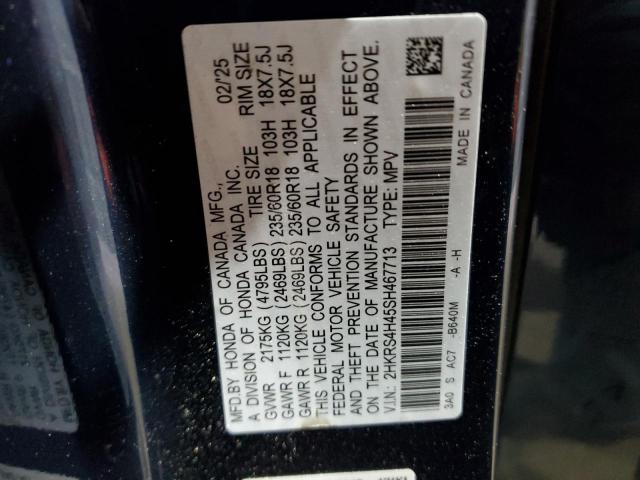 MFD.BY HONDA OF CANADA MFG., 02/'25
A DIVISION OF HONDA CANADA INC.
TIRE SIZE RIM SIZE
GVWR 2175KG (4795LBS)
GAWR F 1120KG (2469LBS) 235/60R18 103H 18X7.5J
GAWR R 1120KG (2469LBS) 235/60R18 103H 18X7.5J
THIS VEHICLE CONFORMS TO ALL APPLICABLE
FEDERAL MOTOR VEHICLE SAFETY
AND THEFT PREVENTION STANDARDS IN EFFECT
ON THE DATE OF MANUFACTURE SHOWN ABOVE.
V.I.N.: 2HKRS4H45SH467713 TYPE: MPV
3A0 S AC7 -B640M -A -H MADE IN CANADA